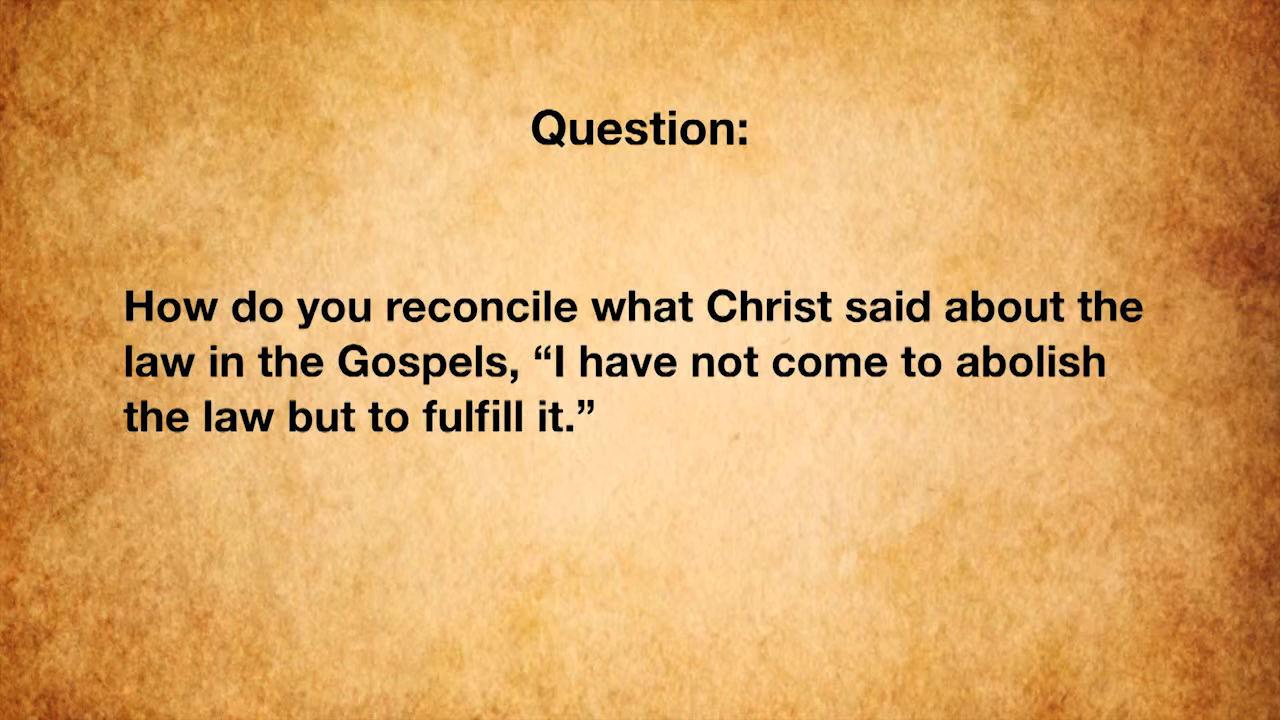 Question:
How do you reconcile what Christ said about the
law in the Gospels, “I have not come to abolish
the law but to fulfill it.”